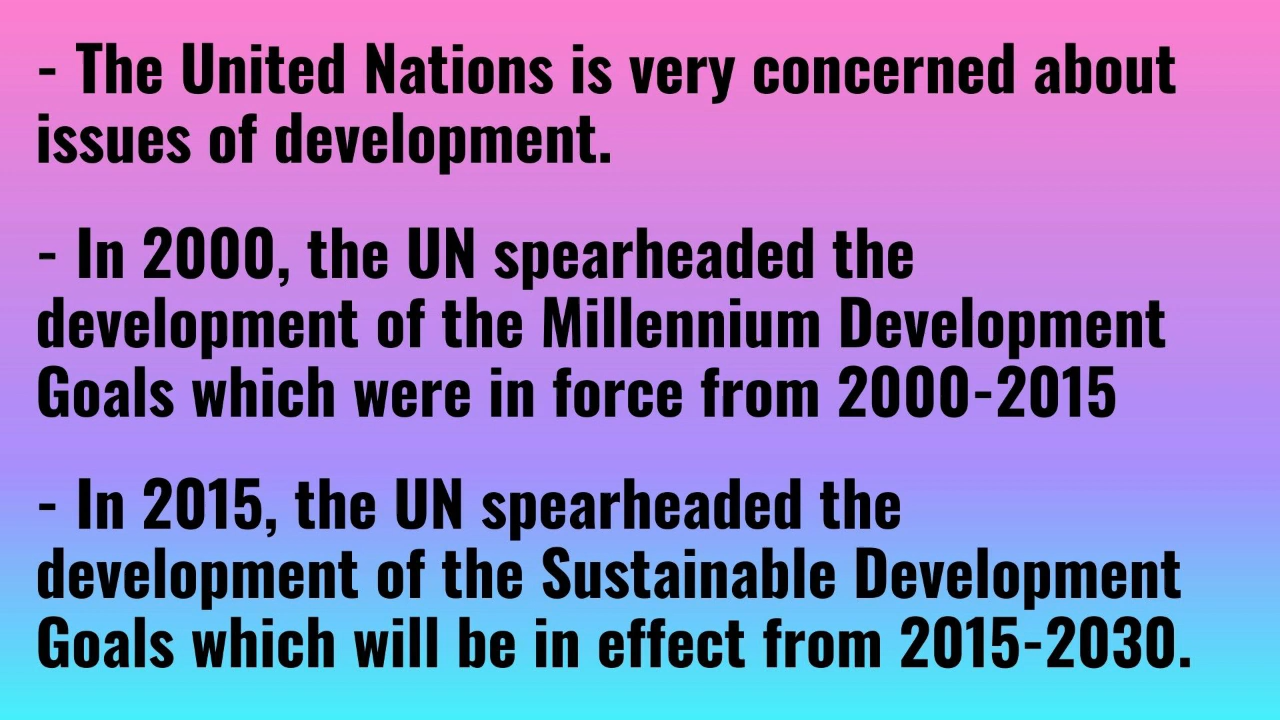 - The United Nations is very concerned about
issues of development.
- In 2000, the UN spearheaded the
development of the Millennium Development
Goals which were in force from 2000-2015
- In 2015, the UN spearheaded the
development of the Sustainable Development
Goals which will be in effect from 2015-2030.